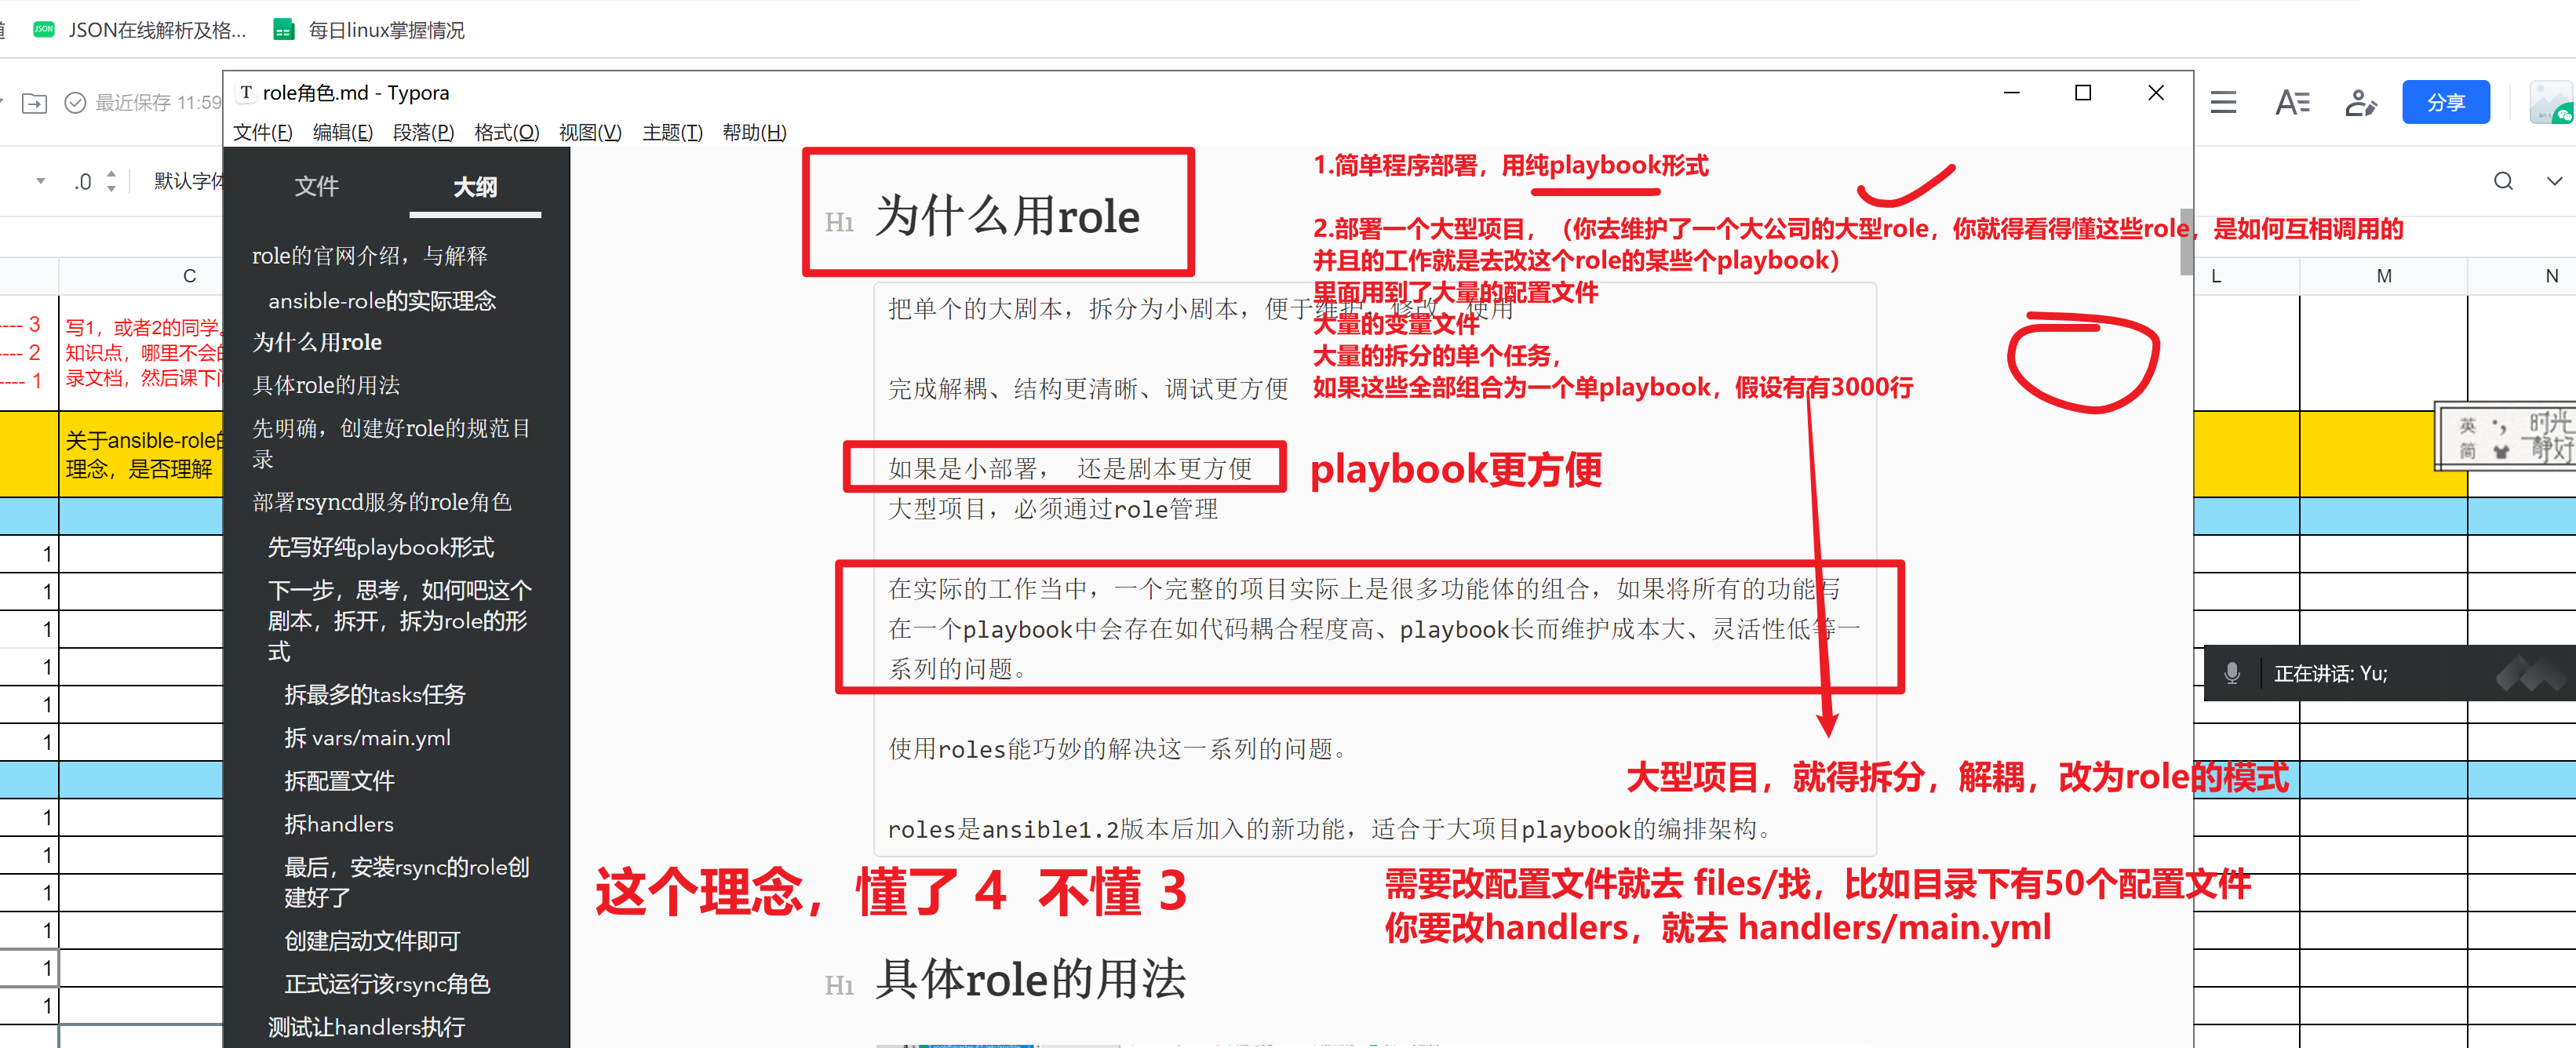 JSON在线解析及格...
每日linux掌握情况
最近保存 11:59
分享
.0
默认字体
role角色.md - Typora
文件(F) 编辑(E) 段落(P) 格式(O) 视图(V) 主题(T) 帮助(H)
文件
大纲
role的官网介绍，与解释
ansible-role的实际理念
为什么用role
具体role的用法
先明确，创建好role的规范目
录
部署rsyncd服务的role角色
先写好纯playbook形式
下一步，思考，如何吧这个
剧本，拆开，拆为role的形
式
拆最多的tasks任务
拆 vars/main.yml
拆配置文件
拆handlers
最后，安装rsync的role创
建好了
创建启动文件即可
正式运行该rsync角色
测试让handlers执行
C
---- 3
---- 2
---- 1
写1，或者2的同学
知识点，哪里不会的
录文档，然后课下
关于ansible-role的
理念，是否理解
1
1
1
1
1
1
1
1
1
1
1
1
H1 为什么用role
1.简单程序部署，用纯playbook形式
2.部署一个大型项目，（你去维护了一个大公司的大型role，你就得看得懂这些role，是如何互相调用的
并且的工作就是去改这个role的某些个playbook）
里面用到了大量的配置文件
大量的变量文件
大量的拆分的单个任务，
如果这些全部组合为一个单playbook，假设有有3000行
把单个的大剧本，拆分为小剧本，便于维护，修改，使用
完成解耦、结构更清晰、调试更方便
如果是小部署， 还是剧本更方便
playbook更方便
大型项目，必须通过role管理
在实际的工作当中，一个完整的项目实际上是很多功能体的组合，如果将所有的功能写
在一个playbook中会存在如代码耦合程度高、playbook长而维护成本大、灵活性低等一
系列的问题。
使用roles能巧妙的解决这一系列的问题。
大型项目，就得拆分，解耦，改为role的模式
roles是ansible1.2版本后加入的新功能，适合于大项目playbook的编排架构。
这个理念，懂了 4 不懂 3
需要改配置文件就去 files/找，比如目录下有50个配置文件
你要改handlers，就去 handlers/main.yml
H1 具体role的用法
L
M
N
英 简
时光
静好
正在讲话: Yu;